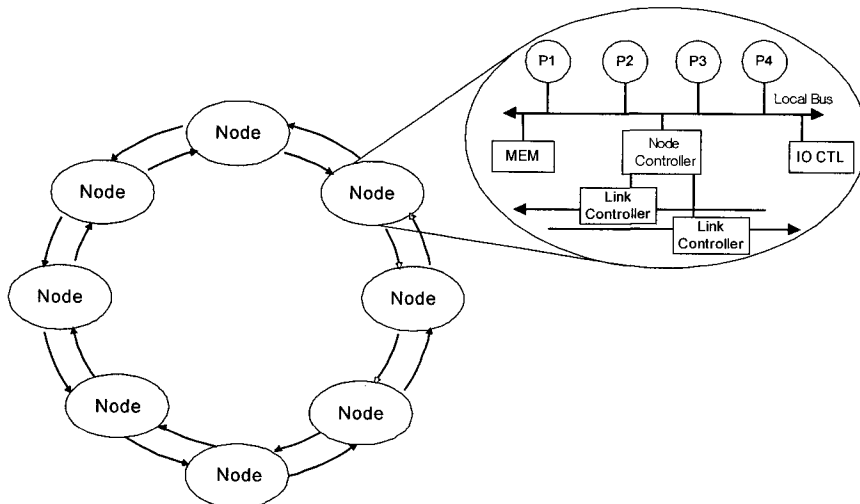 P1
P2
P3
P4
Local Bus
MEM
Node
Controller
IO CTL
Link
Controller
Link
Controller
Node
Node
Node
Node
Node
Node
Node
Node